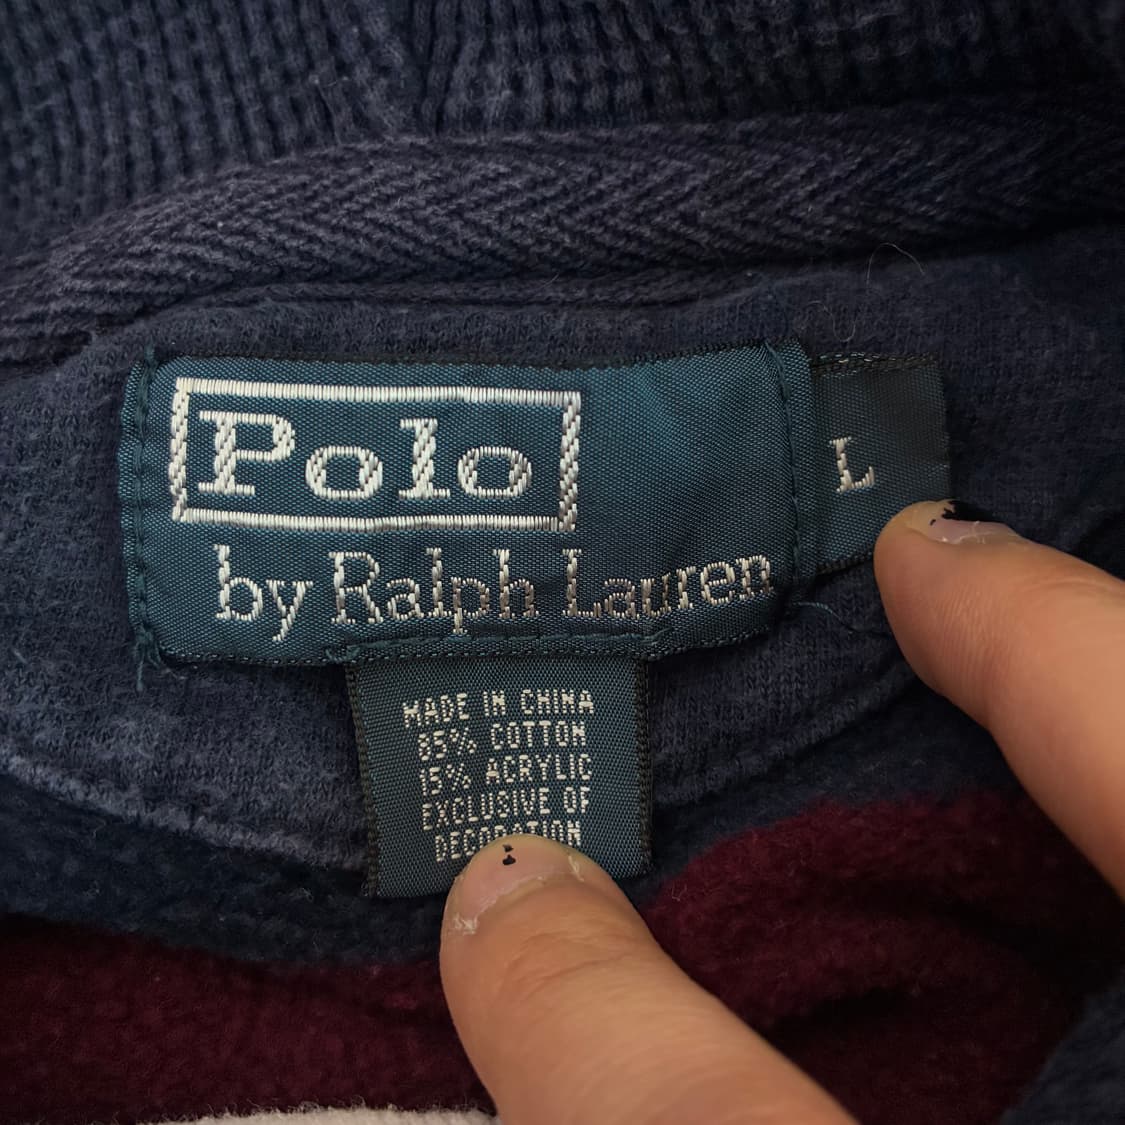 Polo
by Ralph Lauren
L
MADE IN CHINA
85% COTTON
15% ACRYLIC
EXCLUSIVE OF
DECORATION